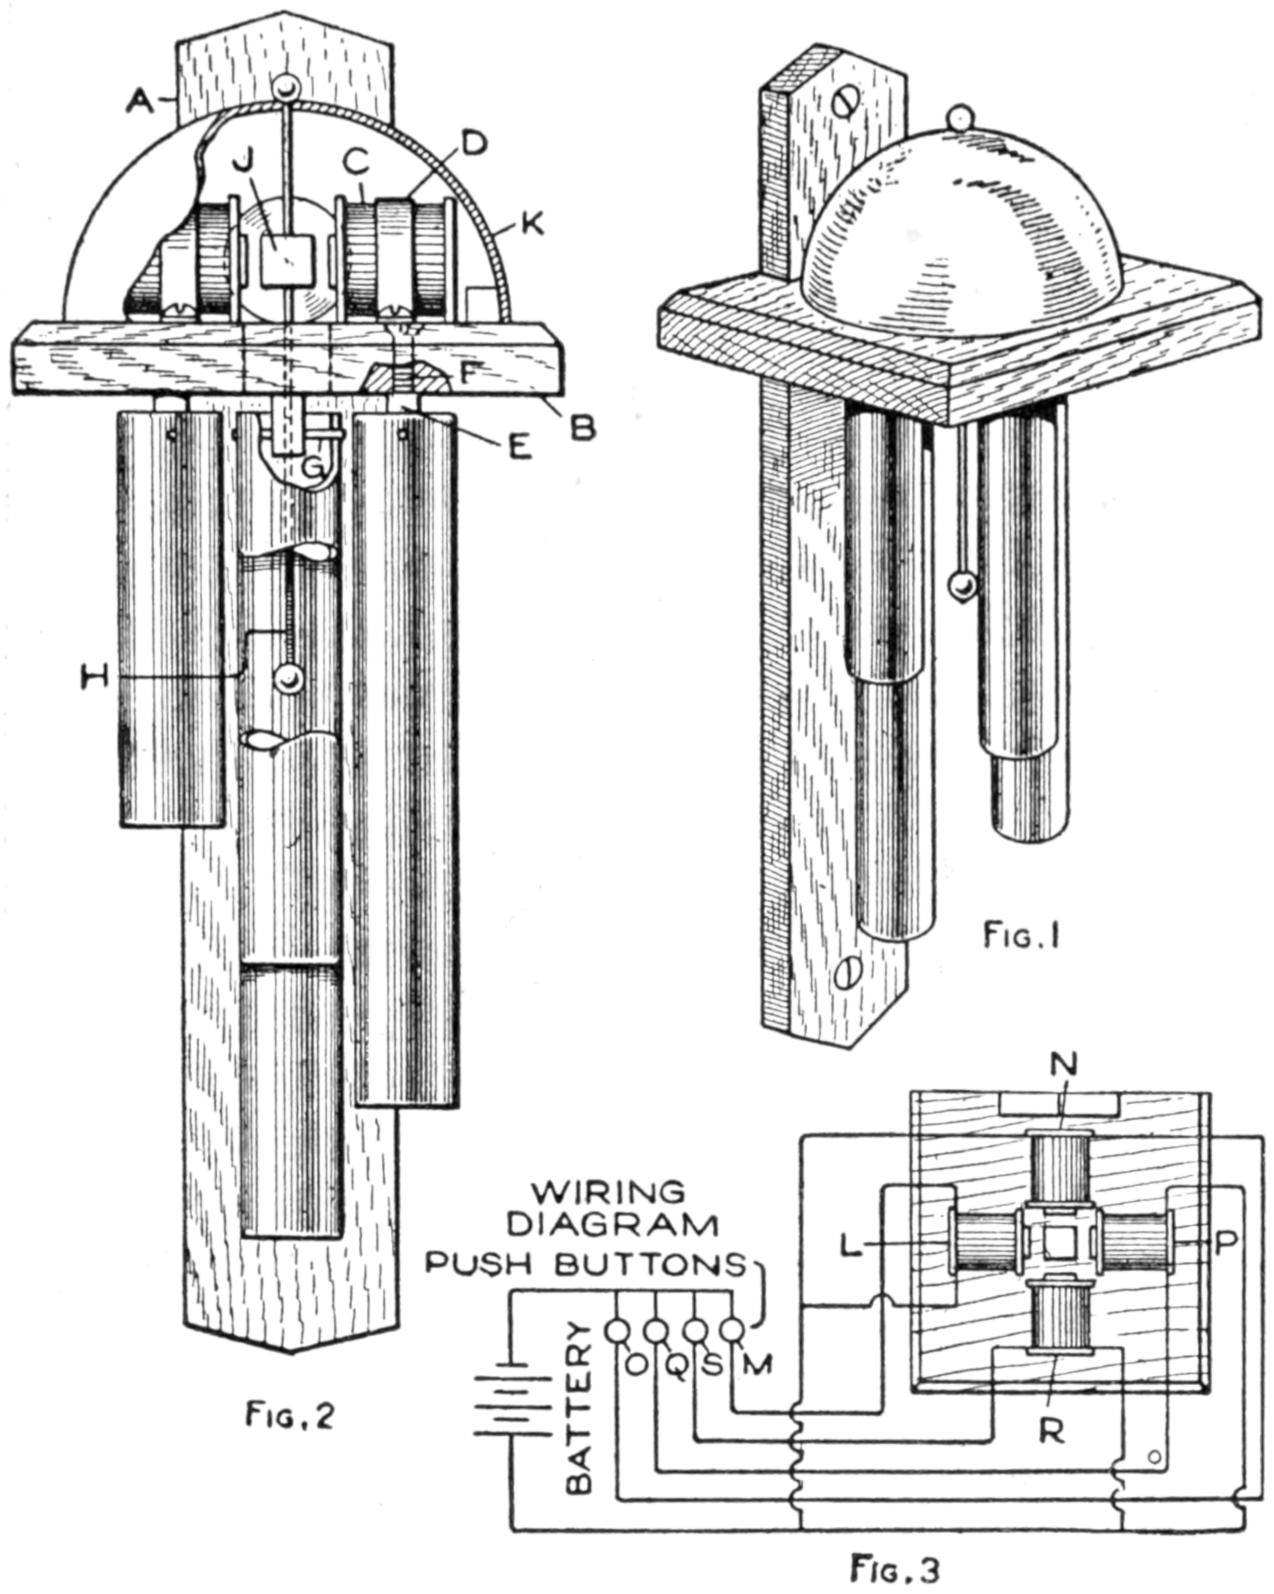 A
J
C
D
K
F
B
E
G
H
FIG. 2
FIG. 1
N
L
P
R
WIRING
DIAGRAM
PUSH BUTTONS
BATTERY
O
Q
S
M
FIG. 3